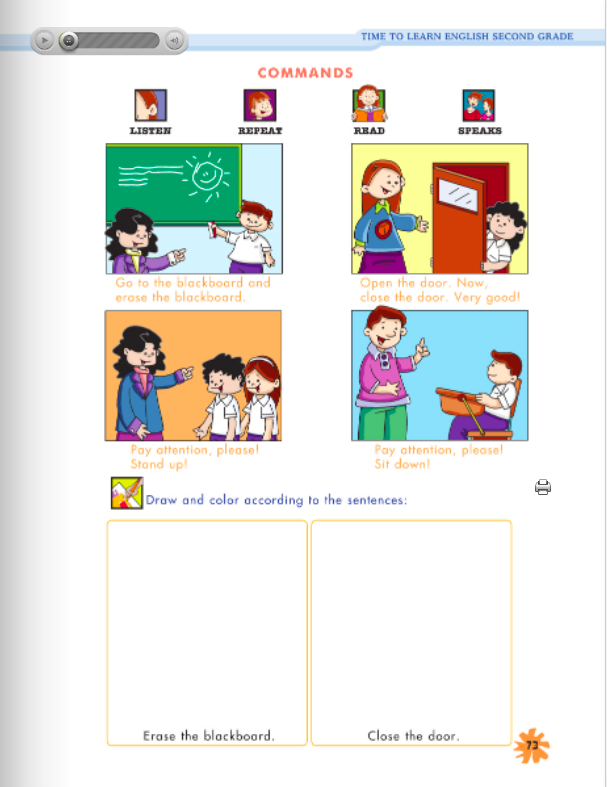 TIME TO LEARN ENGLISH SECOND GRADE
COMMANDS
LISTEN
REPEAT
READ
SPEAKS
Go to the blackboard and
erase the blackboard.
Open the door. Now,
close the door. Very good!
Pay attention, please!
Stand up!
Pay attention, please!
Sit down!
Draw and color according to the sentences:
Erase the blackboard.
Close the door.
73